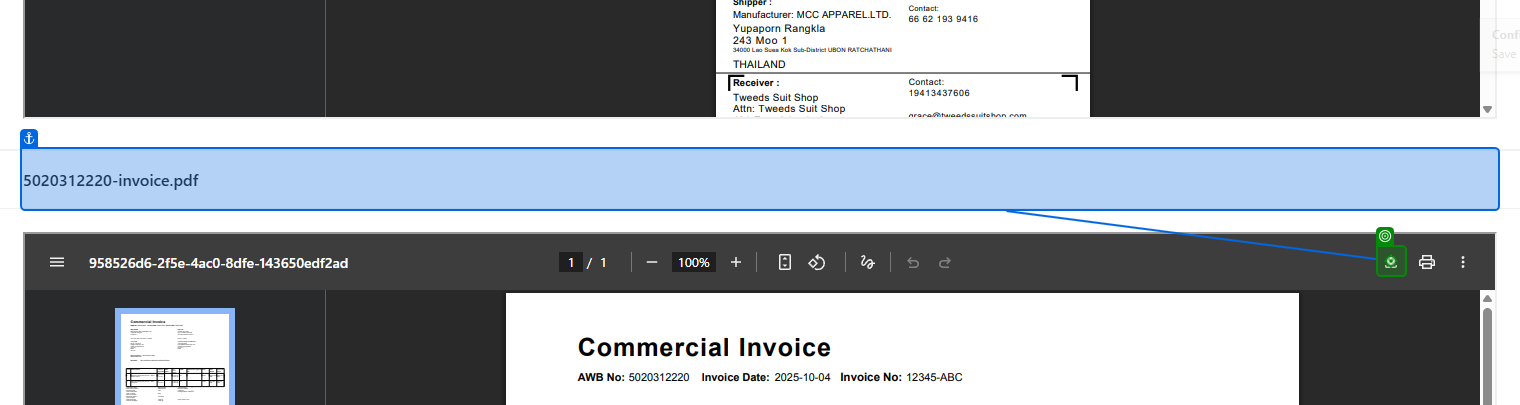 Shipper :
Contact:
Manufacturer: MCC APPAREL.LTD.
66 62 193 9416
Yupaporn Rangkla
243 Moo 1
34000 Lao Suea Kok Sub-District UBON RATCHATHANI
THAILAND
Receiver :
Contact:
Tweeds Suit Shop
19413437606
Attn: Tweeds Suit Shop
grace@tweedssuitshop.com
Confi
Save
5020312220-invoice.pdf
958526d6-2f5e-4ac0-8dfe-143650edf2ad
1 / 1
100%
Commercial Invoice
Commercial Invoice
AWB No: 5020312220 Invoice Date: 2025-10-04 Invoice No: 12345-ABC